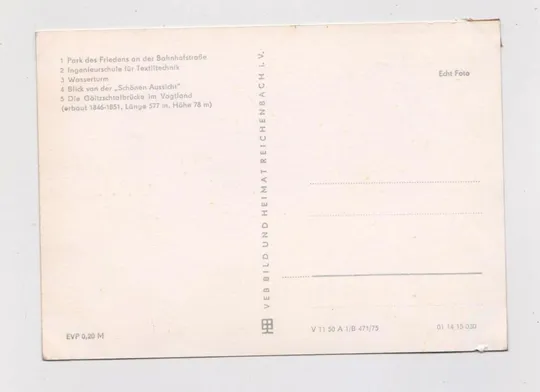 1 Park des Friedens an der Bahnhofstraße
2 Ingenieurschule für Textiltechnik
3 Wasserturm
4 Blick von der „Schönen Aussicht"
5 Die Göltzschtalbrücke im Vogtland
(erbaut 1846-1851, Länge 577 m, Höhe 78 m)
Echt Foto
VEB BILD UND HEIMAT REICHENBACH I. V.
EVP 0,20 M
V 11 50 A 1/B 471/75
01 14 15 030